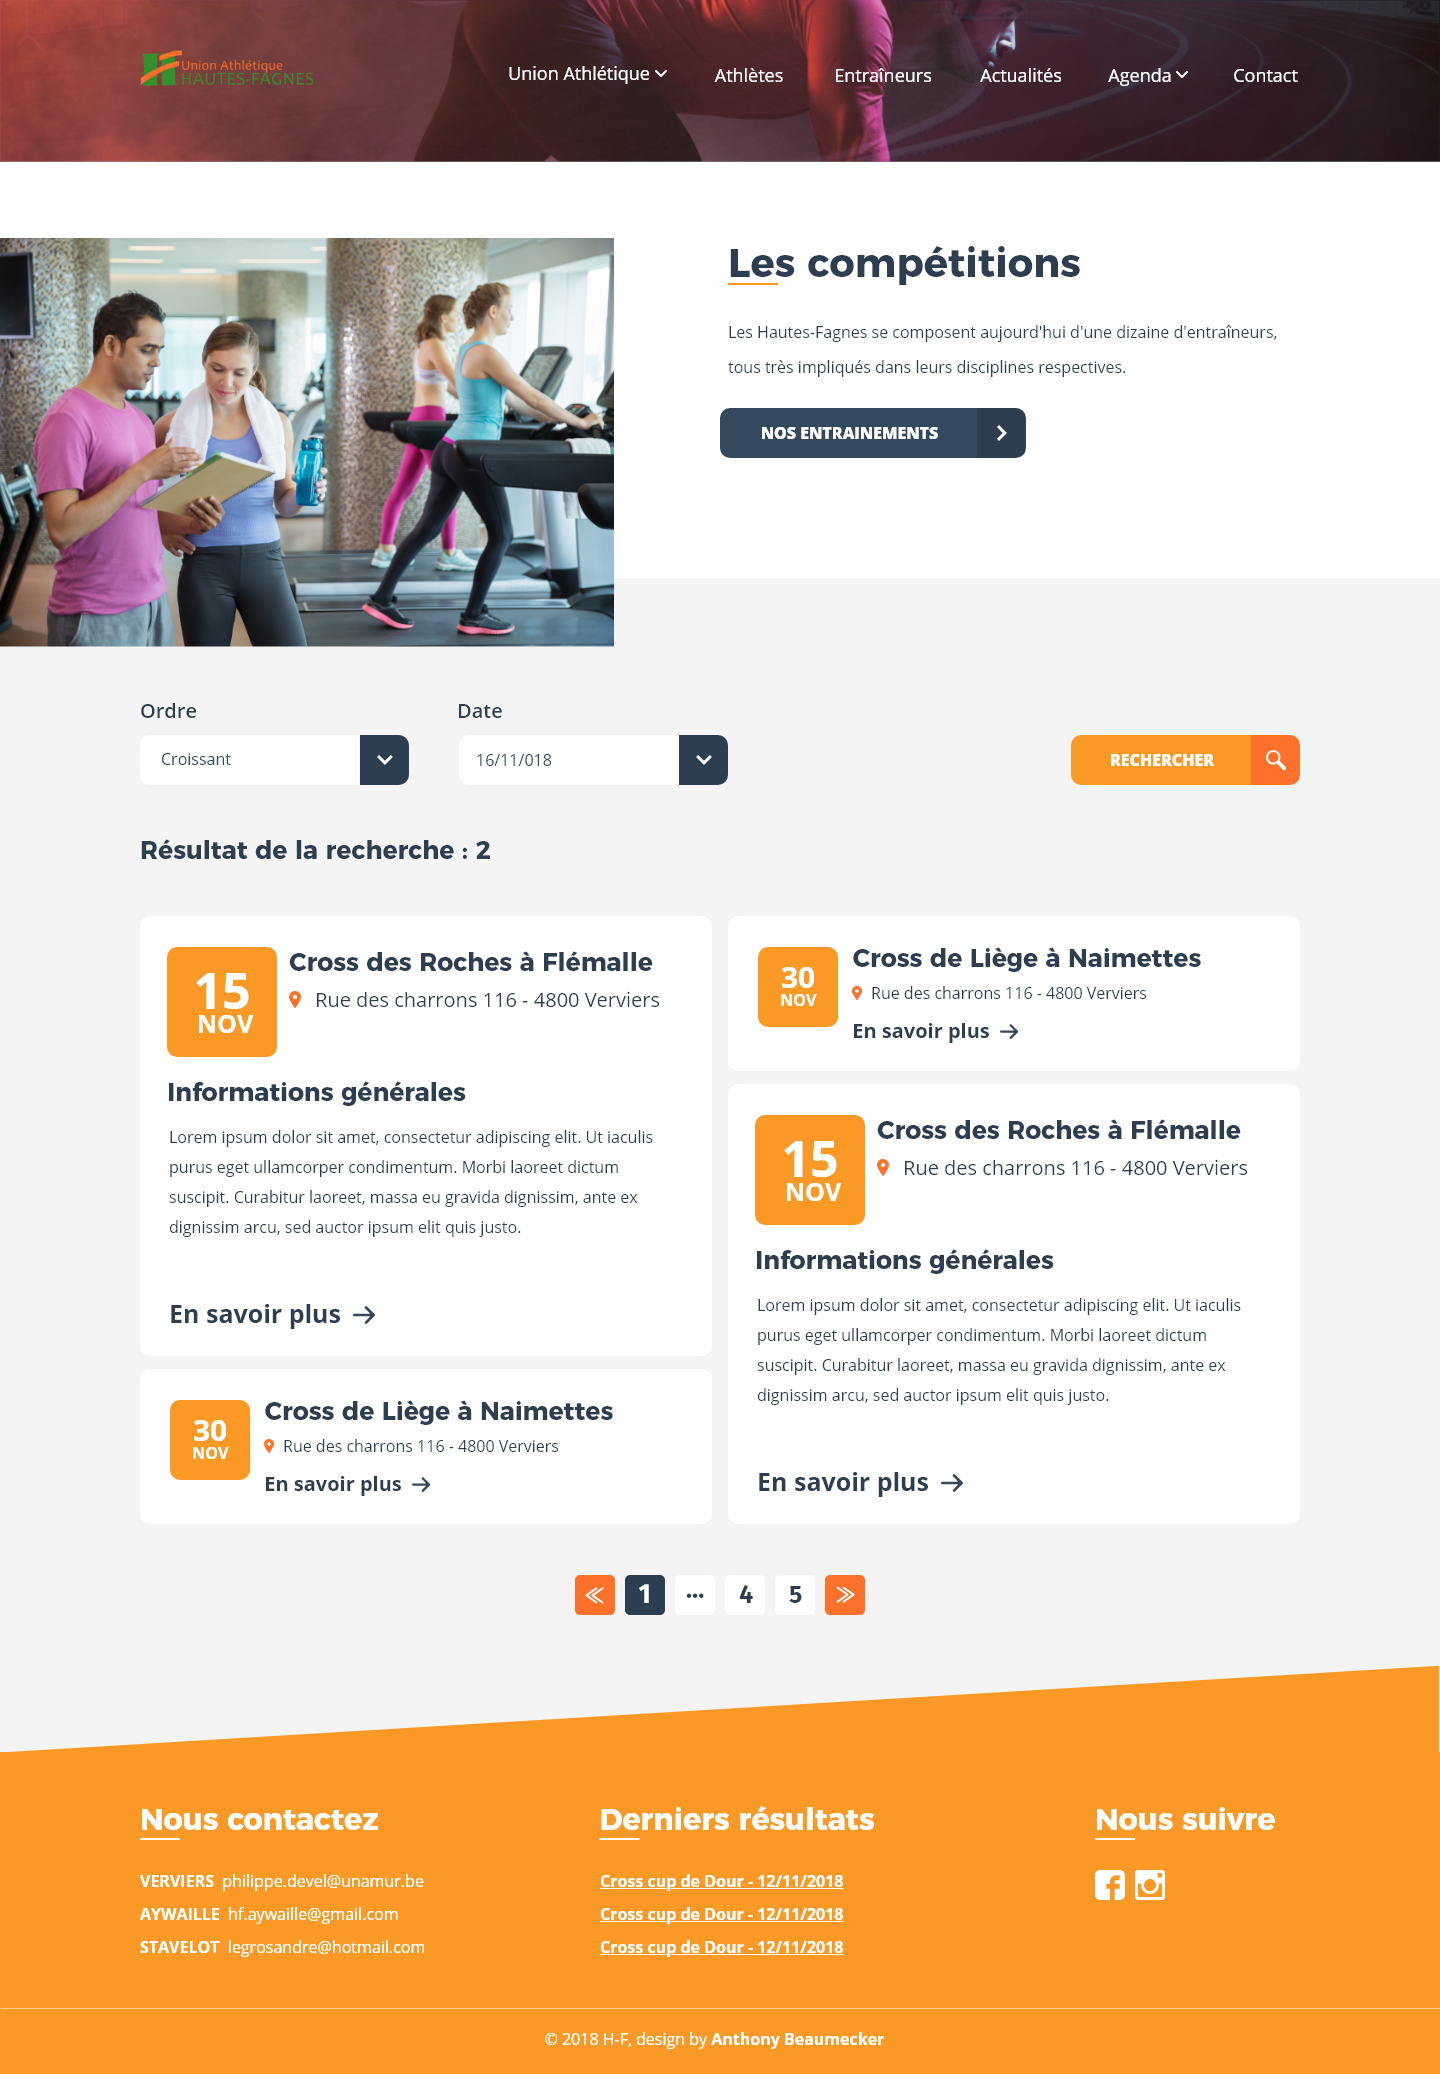 Union Athlétique
HAUTES-FAGNES
Union Athlétique
Athlètes
Entraîneurs
Actualités
Agenda
Contact
Les compétitions
Les Hautes-Fagnes se composent aujourd'hui d'une dizaine d'entraîneurs,
tous très impliqués dans leurs disciplines respectives.
NOS ENTRAINEMENTS
Ordre
Date
Croissant
16/11/018
RECHERCHER
Résultat de la recherche : 2
15
NOV
Cross des Roches à Flémalle
Rue des charrons 116 - 4800 Verviers
Informations générales
Lorem ipsum dolor sit amet, consectetur adipiscing elit. Ut iaculis
purus eget ullamcorper condimentum. Morbi laoreet dictum
suscipit. Curabitur laoreet, massa eu gravida dignissim, ante ex
dignissim arcu, sed auctor ipsum elit quis justo.
En savoir plus
30
NOV
Cross de Liège à Naimettes
Rue des charrons 116 - 4800 Verviers
En savoir plus
30
NOV
Cross de Liège à Naimettes
Rue des charrons 116 - 4800 Verviers
En savoir plus
15
NOV
Cross des Roches à Flémalle
Rue des charrons 116 - 4800 Verviers
Informations générales
Lorem ipsum dolor sit amet, consectetur adipiscing elit. Ut iaculis
purus eget ullamcorper condimentum. Morbi laoreet dictum
suscipit. Curabitur laoreet, massa eu gravida dignissim, ante ex
dignissim arcu, sed auctor ipsum elit quis justo.
En savoir plus
1 ... 4 5
Nous contactez
VERVIERS philippe.devel@unamur.be
AYWAILLE hf.aywaille@gmail.com
STAVELOT legrosandre@hotmail.com
Derniers résultats
Cross cup de Dour - 12/11/2018
Cross cup de Dour - 12/11/2018
Cross cup de Dour - 12/11/2018
Nous suivre
© 2018 H-F, design by Anthony Beaumecker